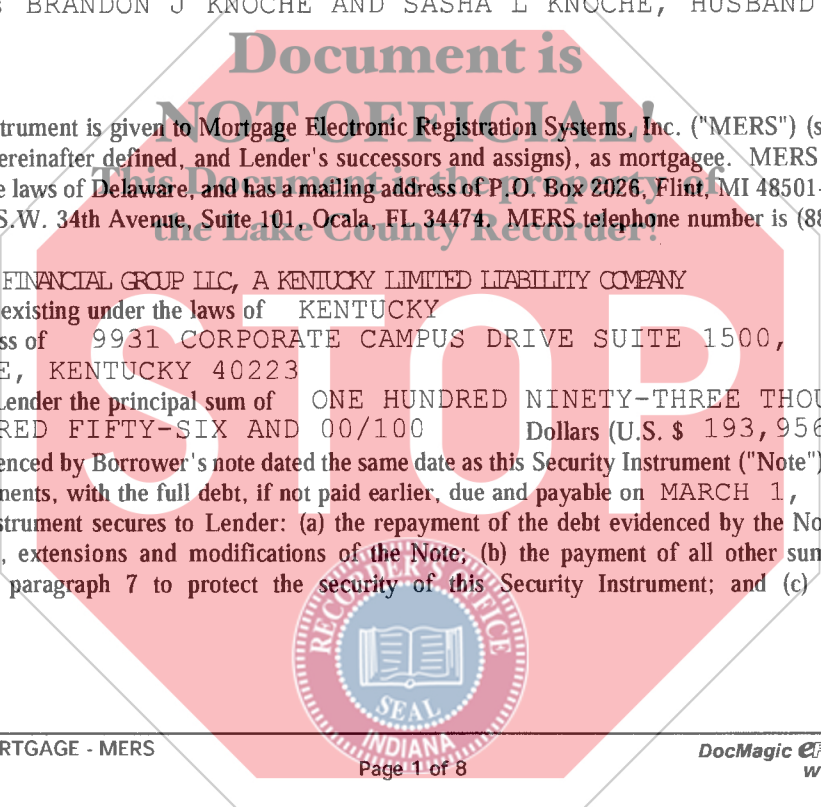 BRANDON J KNOCHE AND SASHA L KNOCHE, HUSBAND
Document is
NOT OFFICIAL!
trument is given to Mortgage Electronic Registration Systems, Inc. ("MERS") (s
ereinafter defined, and Lender's successors and assigns), as mortgagee. MERS
This Document is the property of
e laws of Delaware, and has a mailing address of P.O. Box 2026, Flint, MI 48501-
S.W. 34th Avenue, Suite 101, Ocala, FL 34474, MERS telephone number is (88
the Lake County Recorder!
FINANCIAL GROUP LLC, A KENTUCKY LIMITED LIABILITY COMPANY
existing under the laws of KENTUCKY
ss of 9931 CORPORATE CAMPUS DRIVE SUITE 1500,
E, KENTUCKY 40223
STOP
Lender the principal sum of ONE HUNDRED NINETY-THREE THOU
RED FIFTY-SIX AND 00/100 Dollars (U.S. $ 193,956
enced by Borrower's note dated the same date as this Security Instrument ("Note")
nents, with the full debt, if not paid earlier, due and payable on MARCH 1,
strument secures to Lender: (a) the repayment of the debt evidenced by the No
, extensions and modifications of the Note; (b) the payment of all other sum
paragraph 7 to protect the security of this Security Instrument; and (c)
RECORDER'S OFFICE
SEAL
INDIANA
RTGAGE - MERS
DocMagic
Page 1 of 8